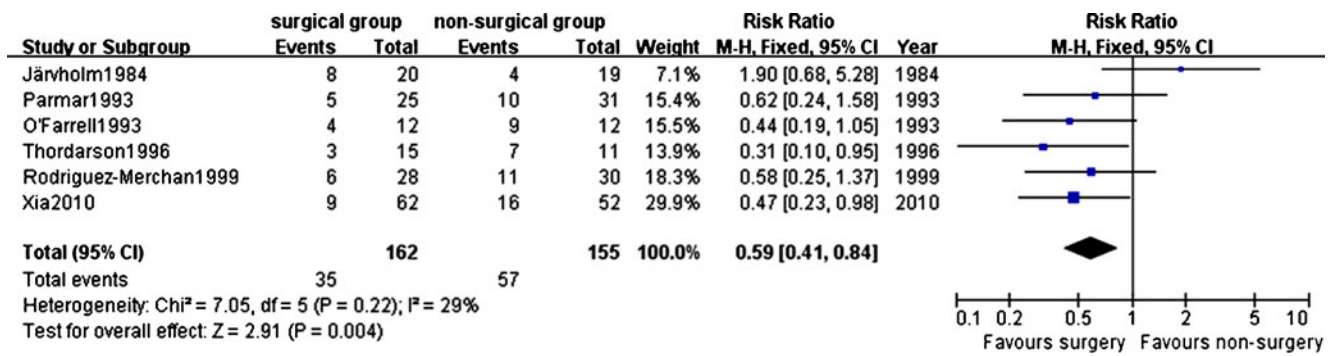 surgical group non-surgical group Risk Ratio Risk Ratio
Study or Subgroup Events Total Events Total Weight M-H, Fixed, 95% CI Year M-H, Fixed, 95% CI
Järvholm1984 8 20 4 19 7.1% 1.90 [0.68, 5.28] 1984
Parmar1993 5 25 10 31 15.4% 0.62 [0.24, 1.58] 1993
O'Farrell1993 4 12 9 12 15.5% 0.44 [0.19, 1.05] 1993
Thordarson1996 3 15 7 11 13.9% 0.31 [0.10, 0.95] 1996
Rodriguez-Merchan1999 6 28 11 30 18.3% 0.58 [0.25, 1.37] 1999
Xia2010 9 62 16 52 29.9% 0.47 [0.23, 0.98] 2010
Total (95% CI) 162 155 100.0% 0.59 [0.41, 0.84]
Total events 35 57
Heterogeneity: Chi² = 7.05, df = 5 (P = 0.22); I² = 29%
Test for overall effect: Z = 2.91 (P = 0.004)
0.1 0.2 0.5 1 2 5 10
Favours surgery Favours non-surgery